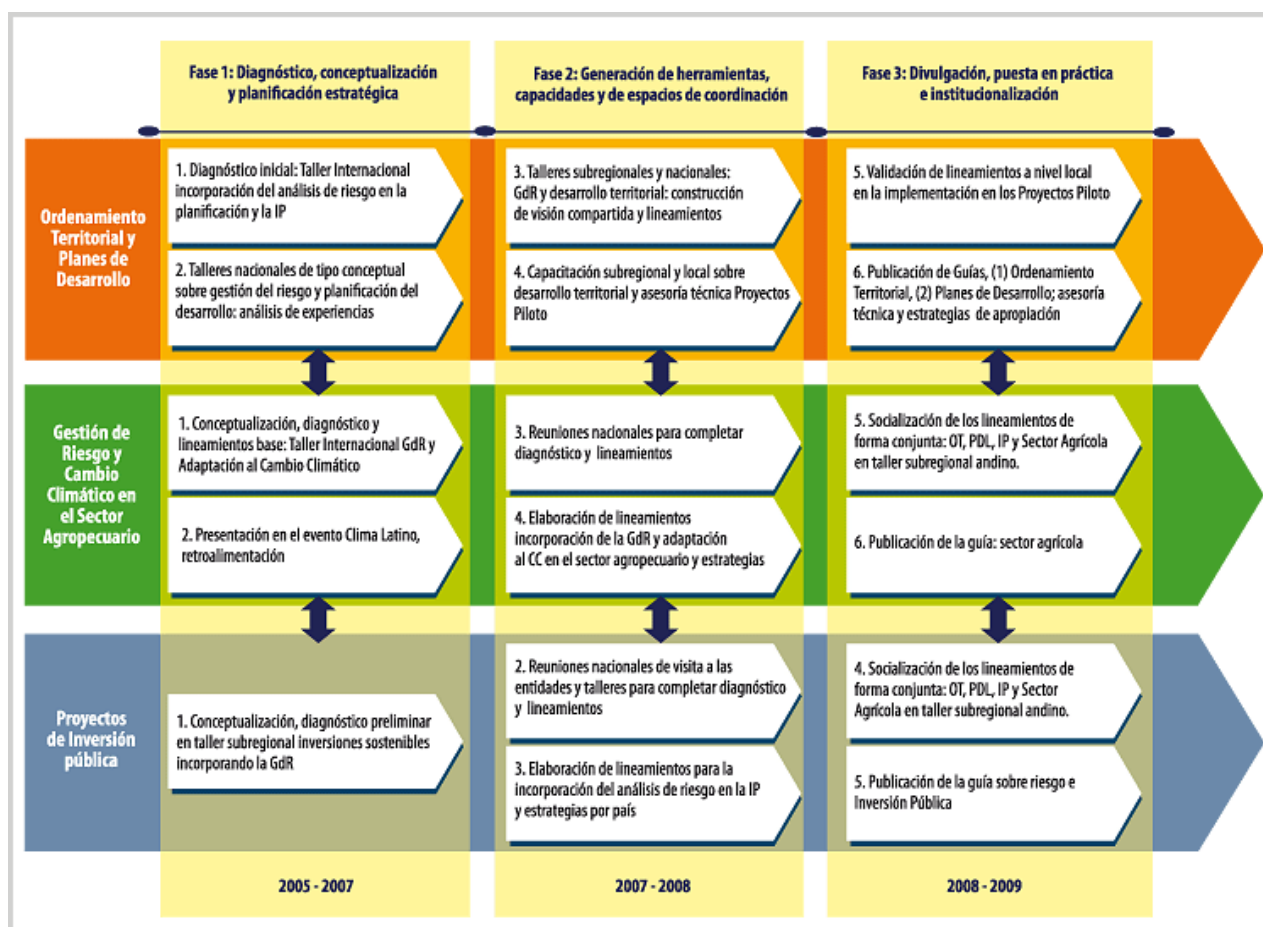 Fase 1: Diagnóstico, conceptualización
y planificación estratégica
Fase 2: Generación de herramientas,
capacidades y de espacios de coordinación
Fase 3: Divulgación, puesta en práctica
e institucionalización
Ordenamiento
Territorial y
Planes de
Desarrollo
1. Diagnóstico inicial: Taller Internacional
incorporación del análisis de riesgo en la
planificación y la IP
2. Talleres nacionales de tipo conceptual
sobre gestión del riesgo y planificación del
desarrollo: análisis de experiencias
3. Talleres subregionales y nacionales:
GdR y desarrollo territorial: construcción
de visión compartida y lineamientos
4. Capacitación subregional y local sobre
desarrollo territorial y asesoría técnica Proyectos
Piloto
5. Validación de lineamientos a nivel local
en la implementación en los Proyectos Piloto
6. Publicación de Guías, (1) Ordenamiento
Territorial, (2) Planes de Desarrollo; asesoría
técnica y estrategias de apropiación
Gestión de
Riesgo y
Cambio
Climático en
el Sector
Agropecuario
1. Conceptualización, diagnóstico y
lineamientos base: Taller Internacional GdR y
Adaptación al Cambio Climático
2. Presentación en el evento Clima Latino,
retroalimentación
3. Reuniones nacionales para completar
diagnóstico y lineamientos
4. Elaboración de lineamientos
incorporación de la GdR y adaptación
al CC en el sector agropecuario y estrategias
5. Socialización de los lineamientos de
forma conjunta: OT, PDL, IP y Sector Agrícola
en taller subregional andino.
6. Publicación de la guía: sector agrícola
Proyectos
de Inversión
pública
1. Conceptualización, diagnóstico preliminar
en taller subregional inversiones sostenibles
incorporando la GdR
2. Reuniones nacionales de visita a las
entidades y talleres para completar diagnóstico
y lineamientos
3. Elaboración de lineamientos para la
incorporación del análisis de riesgo en la IP
y estrategias por país
4. Socialización de los lineamientos de
forma conjunta: OT, PDL, IP y Sector
Agrícola en taller subregional andino.
5. Publicación de la guía sobre riesgo e
Inversión Pública
2005 - 2007
2007 - 2008
2008 - 2009